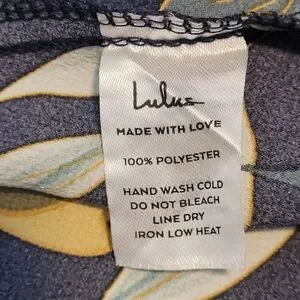 Lulus
MADE WITH LOVE
100% POLYESTER
HAND WASH COLD
DO NOT BLEACH
LINE DRY
IRON LOW HEAT